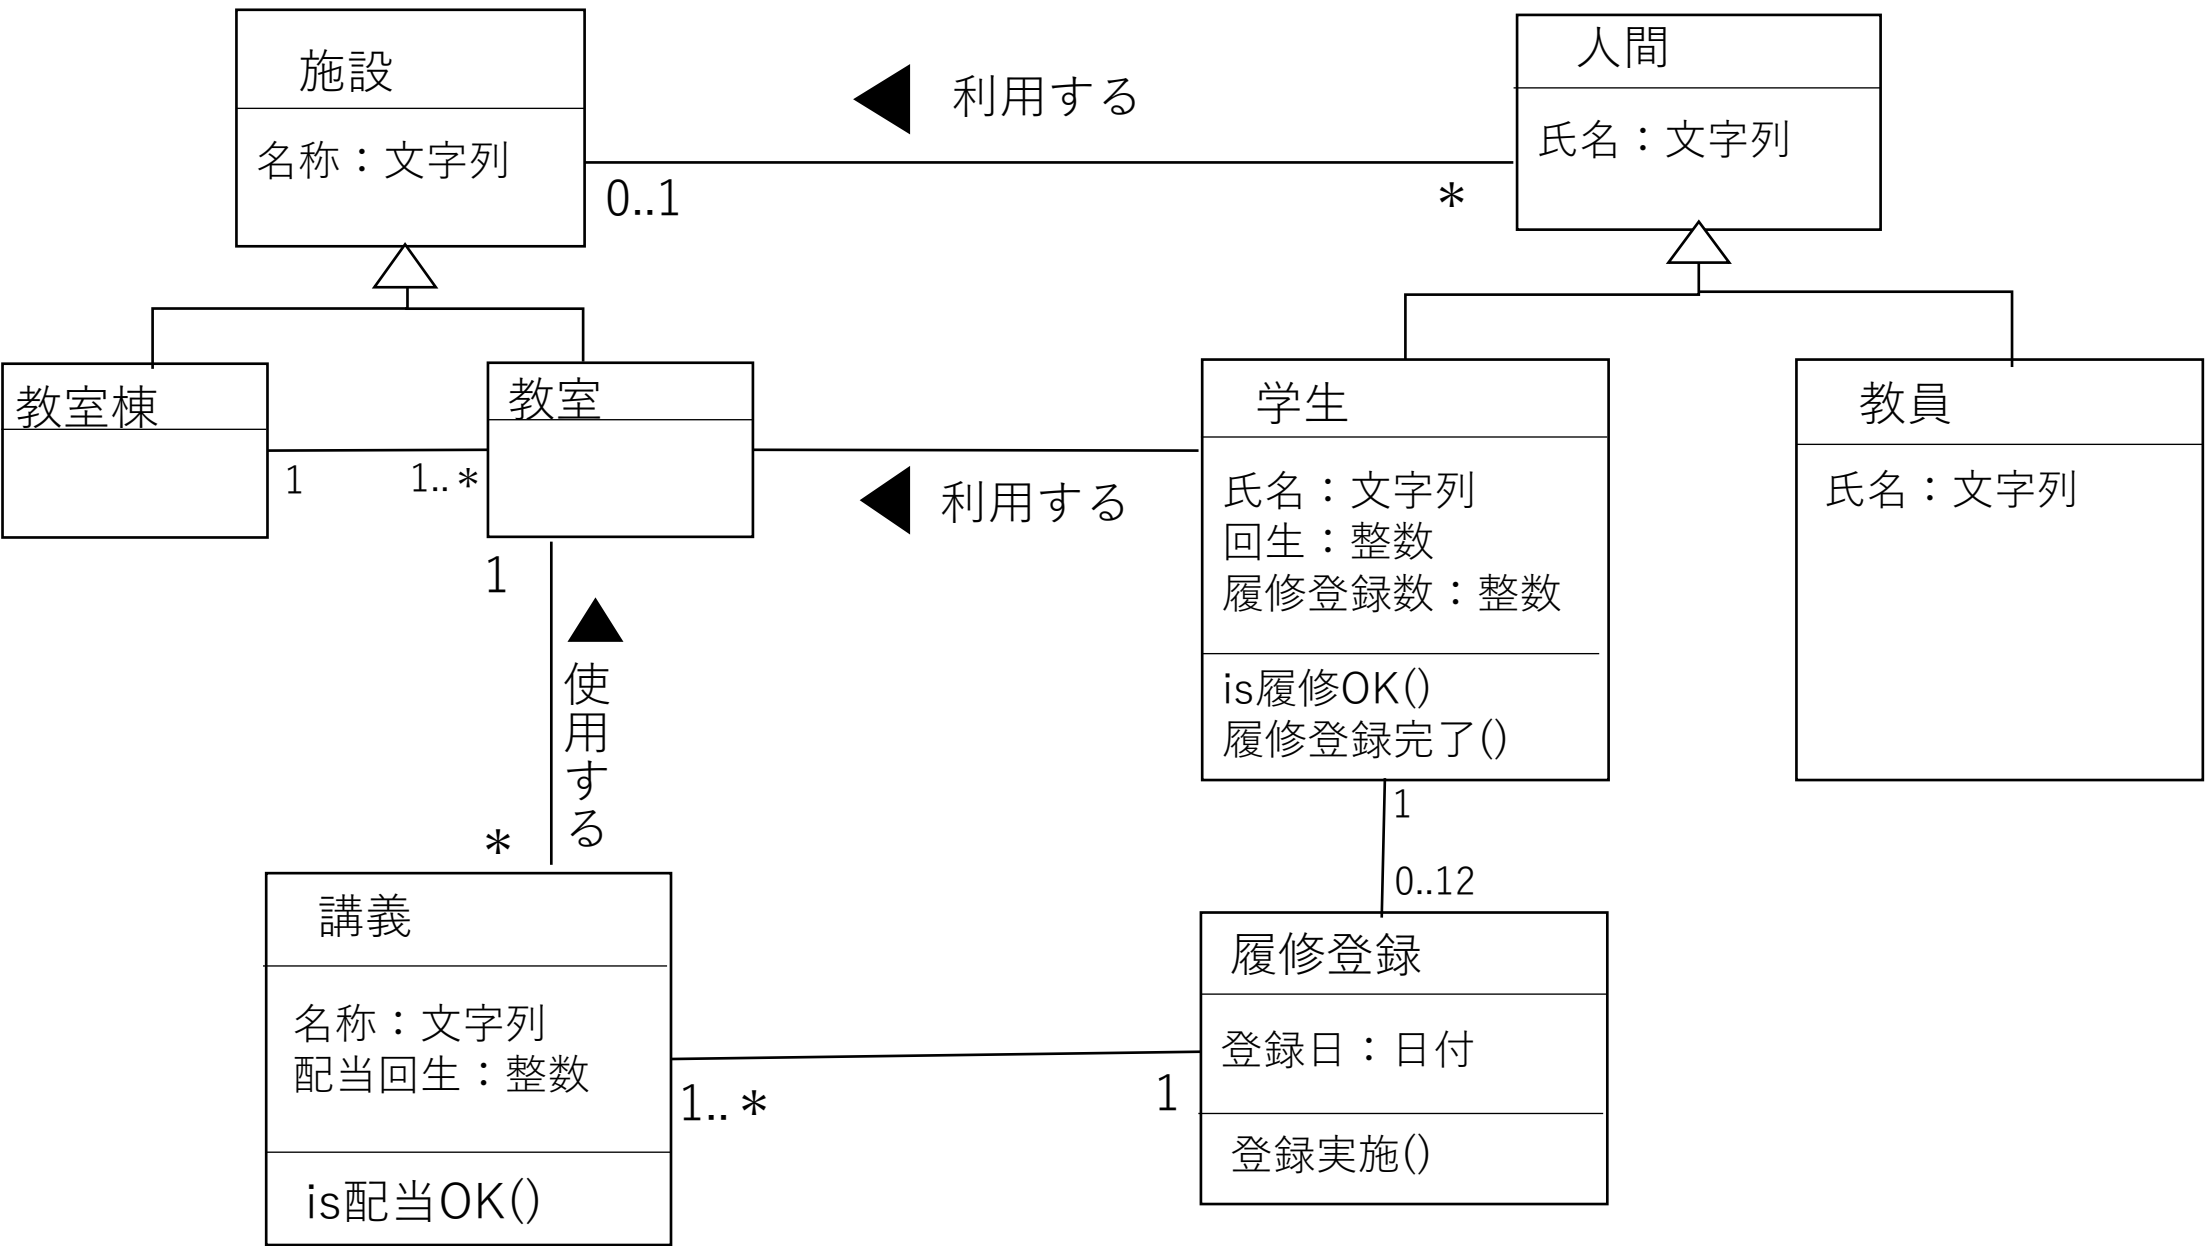 施設
名称：文字列
利用する
0..1
*
人間
氏名：文字列
教室棟
1
1..*
教室
利用する
学生
氏名：文字列
回生：整数
履修登録数：整数
is履修OK()
履修登録完了()
教員
氏名：文字列
1
使用する
*
1
0..12
講義
名称：文字列
配当回生：整数
is配当OK()
1..*
1
履修登録
登録日：日付
登録実施()